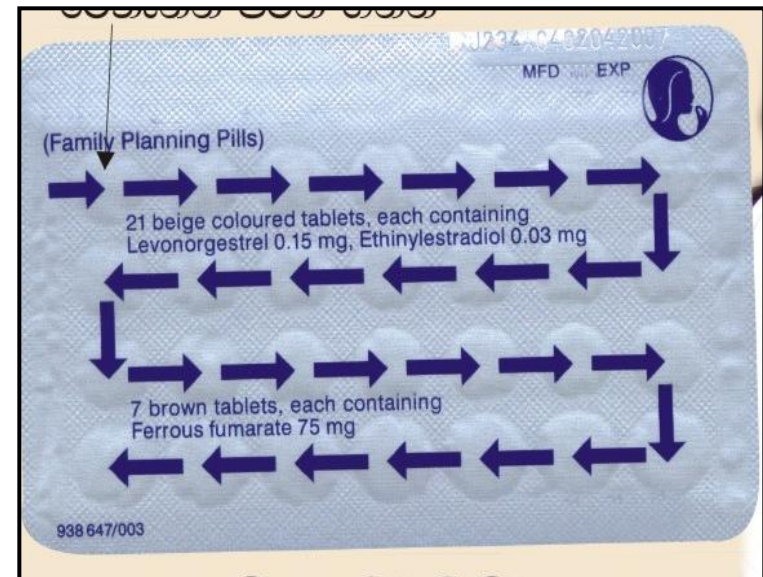 MFD EXP
(Family Planning Pills)
21 beige coloured tablets, each containing
Levonorgestrel 0.15 mg, Ethinylestradiol 0.03 mg
7 brown tablets, each containing
Ferrous fumarate 75 mg
938 647/003